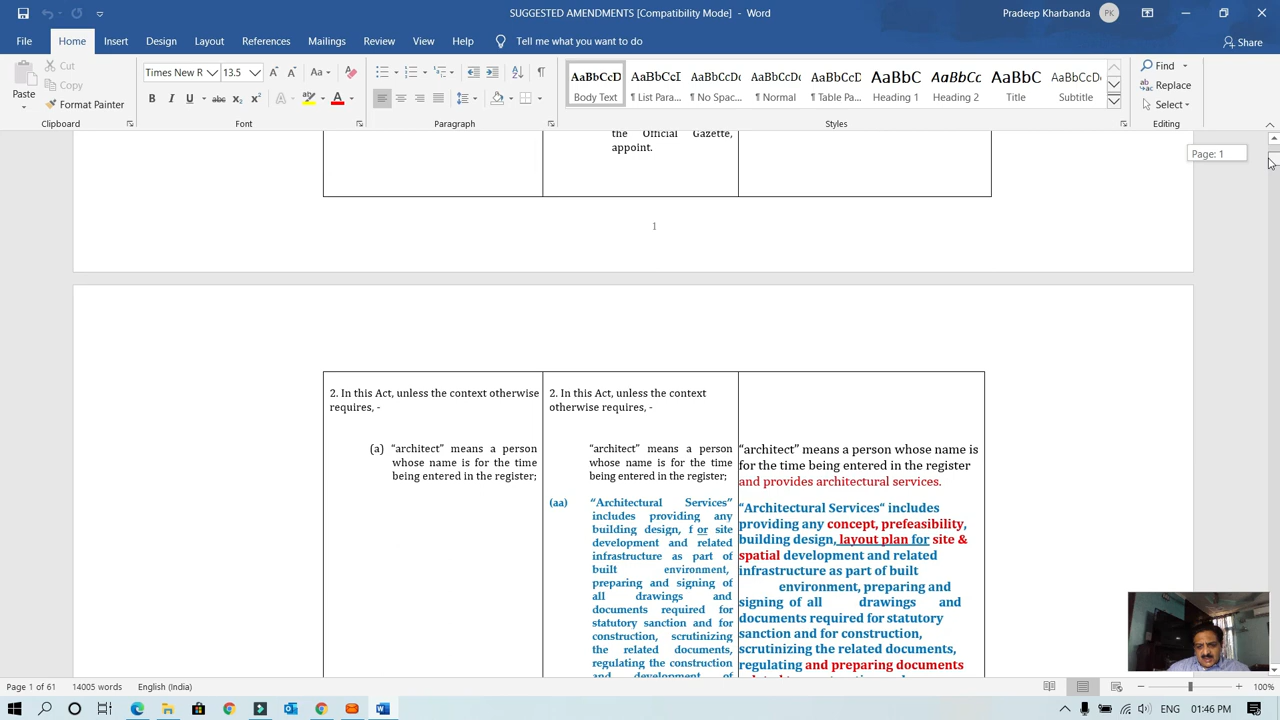 SUGGESTED AMENDMENTS [Compatibility Mode] - Word
Pradeep Kharbanda
PK
File Home Insert Design Layout References Mailings Review View Help Tell me what you want to do
Share
Paste
Cut
Copy
Format Painter
Clipboard
Times New R 13.5
Font
Paragraph
AaBbCcD AaBbCcI AaBbCcDc AaBbCcDc AaBbCcD AaBbC AaBbCc AaBbC AaBbCcD
Body Text ¶ List Para... ¶ No Spac... ¶ Normal ¶ Table Pa... Heading 1 Heading 2 Title Subtitle
Styles
Find
Replace
Select
Editing
Page: 1
the Official Gazette,
appoint.
1
2. In this Act, unless the context otherwise
requires, -
(a) “architect” means a person
whose name is for the time
being entered in the register;
2. In this Act, unless the context
otherwise requires, -
“architect” means a person
whose name is for the time
being entered in the register;
(aa) “Architectural Services”
includes providing any
building design, f or site
development and related
infrastructure as part of
built environment,
preparing and signing of
all drawings and
documents required for
statutory sanction and for
construction, scrutinizing
the related documents,
regulating the construction
and development of
“architect” means a person whose name is
for the time being entered in the register
and provides architectural services.
“Architectural Services“ includes
providing any concept, prefeasibility,
building design, layout plan for site &
spatial development and related
infrastructure as part of built
environment, preparing and
signing of all drawings and
documents required for statutory
sanction and for construction,
scrutinizing the related documents,
regulating and preparing documents
Page 1 of 61 14005 words English (India)
100%
ENG 01:46 PM